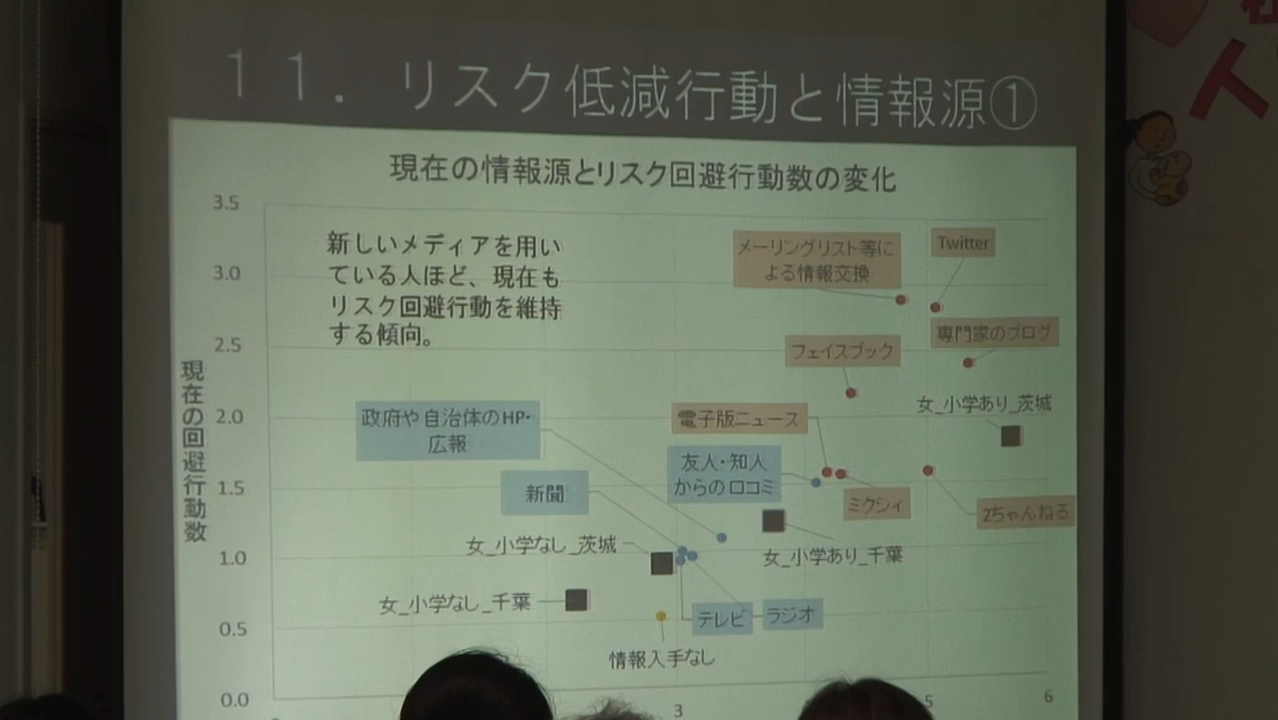 １１．リスク低減行動と情報源①
現在の情報源とリスク回避行動数の変化
3.5
3.0
2.5
2.0
1.5
1.0
0.5
0.0
現在の回避行動数
新しいメディアを用い
ている人ほど、現在も
リスク回避行動を維持
する傾向。
メーリングリスト等に
よる情報交換
Twitter
専門家のブログ
フェイスブック
女_小学あり_茨城
政府や自治体のHP・
広報
電子版ニュース
友人・知人
からの口コミ
新聞
ミクシィ
2ちゃんねる
女_小学なし_茨城
女_小学あり_千葉
女_小学なし_千葉
テレビ
ラジオ
情報入手なし
3
5
6
人